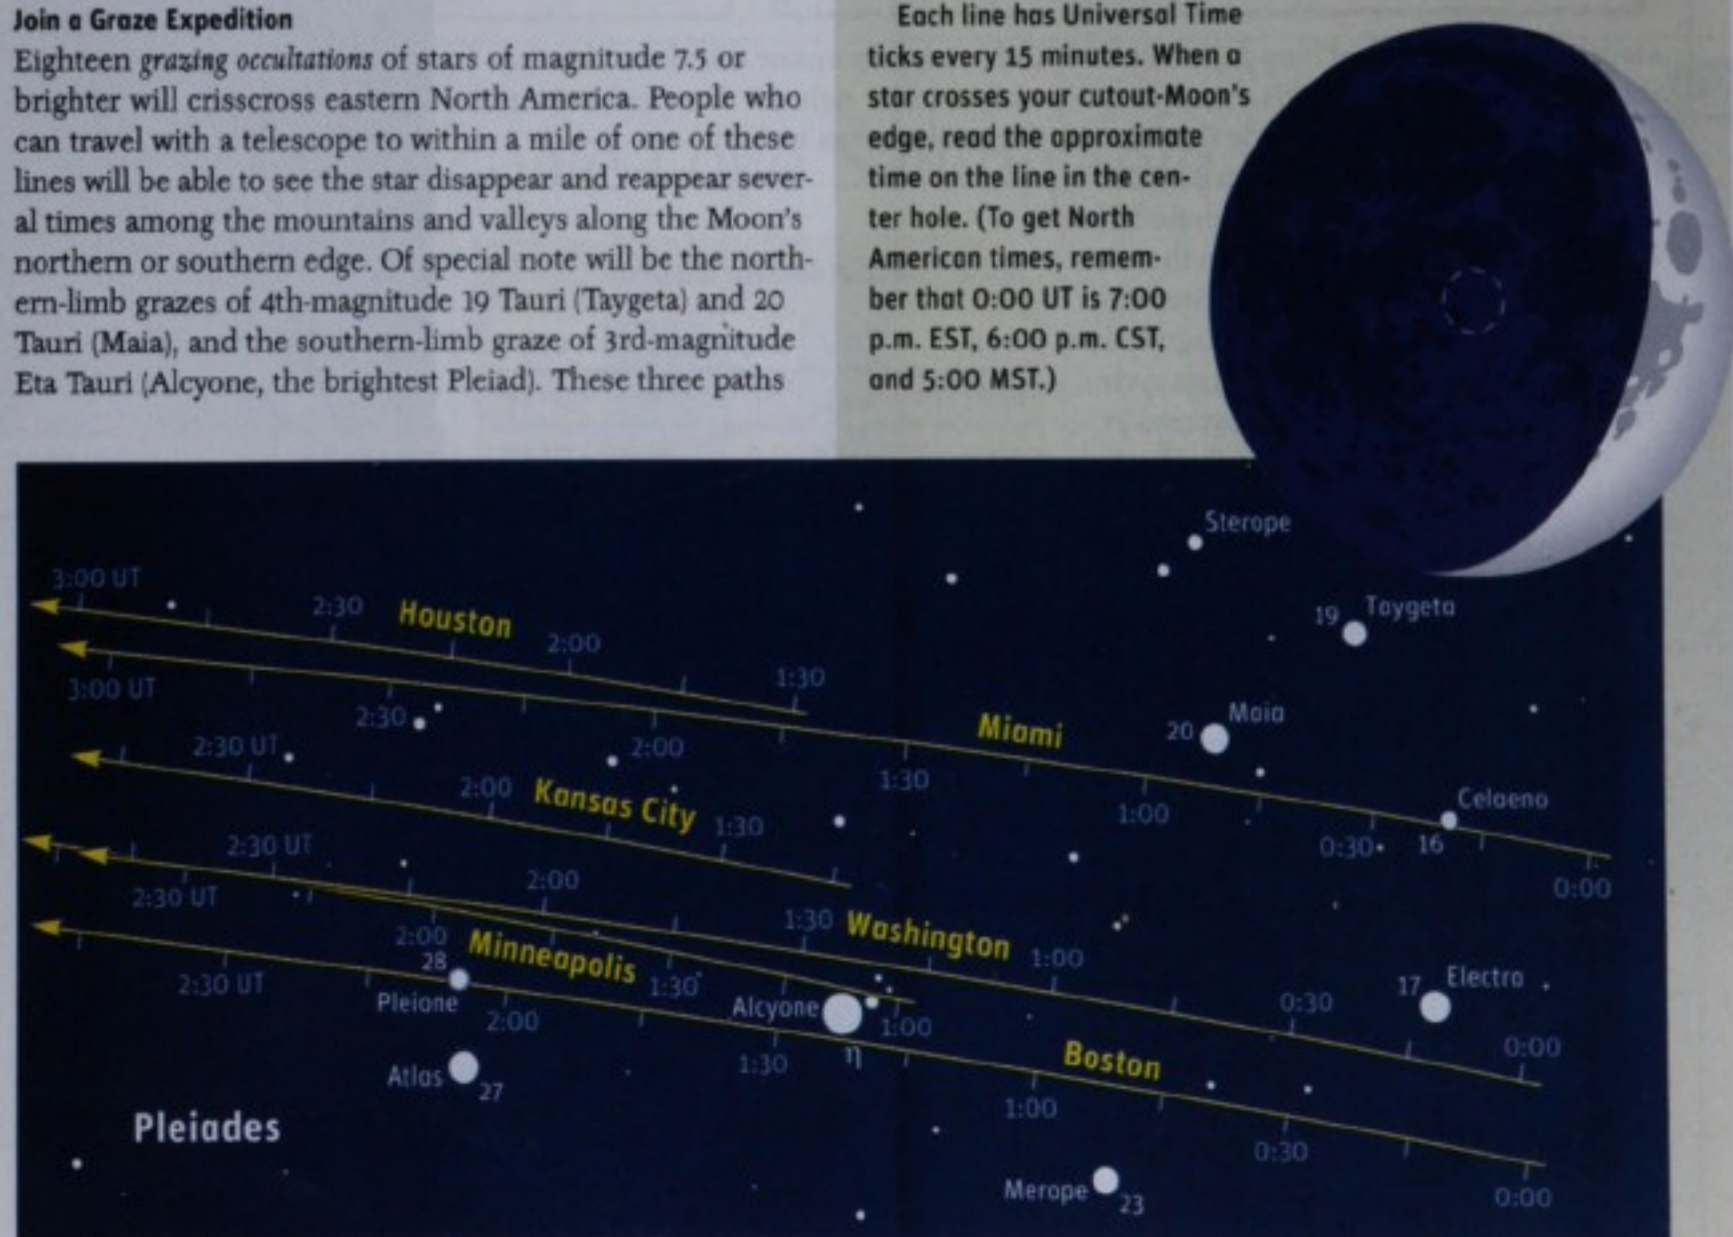 Join a Graze Expedition
Eighteen grazing occultations of stars of magnitude 7.5 or
brighter will crisscross eastern North America. People who
can travel with a telescope to within a mile of one of these
lines will be able to see the star disappear and reappear sever-
al times among the mountains and valleys along the Moon's
northern or southern edge. Of special note will be the north-
ern-limb grazes of 4th-magnitude 19 Tauri (Taygeta) and 20
Tauri (Maia), and the southern-limb graze of 3rd-magnitude
Eta Tauri (Alcyone, the brightest Pleiad). These three paths
Each line has Universal Time
ticks every 15 minutes. When a
star crosses your cutout-Moon's
edge, read the approximate
time on the line in the cen-
ter hole. (To get North
American times, remem-
ber that 0:00 UT is 7:00
p.m. EST, 6:00 p.m. CST,
and 5:00 MST.)
Sterope
19 Taygeta
3:00 UT
2:30
Houston
2:00
1:30
3:00 UT
2:30
2:00
Miami
1:30
1:00
0:30
0:00
20 Maia
Celaeno
16
2:30 UT
2:00
Kansas City
1:30
2:30 UT
2:00
1:30
Washington
1:00
0:30
0:00
17 Electra
2:30 UT
2:00
Minneapolis
1:30
1:00
28
Pleione
Alcyone
η
2:30 UT
2:00
1:30
Boston
1:00
0:30
0:00
Atlas
27
Pleiades
Merope
23